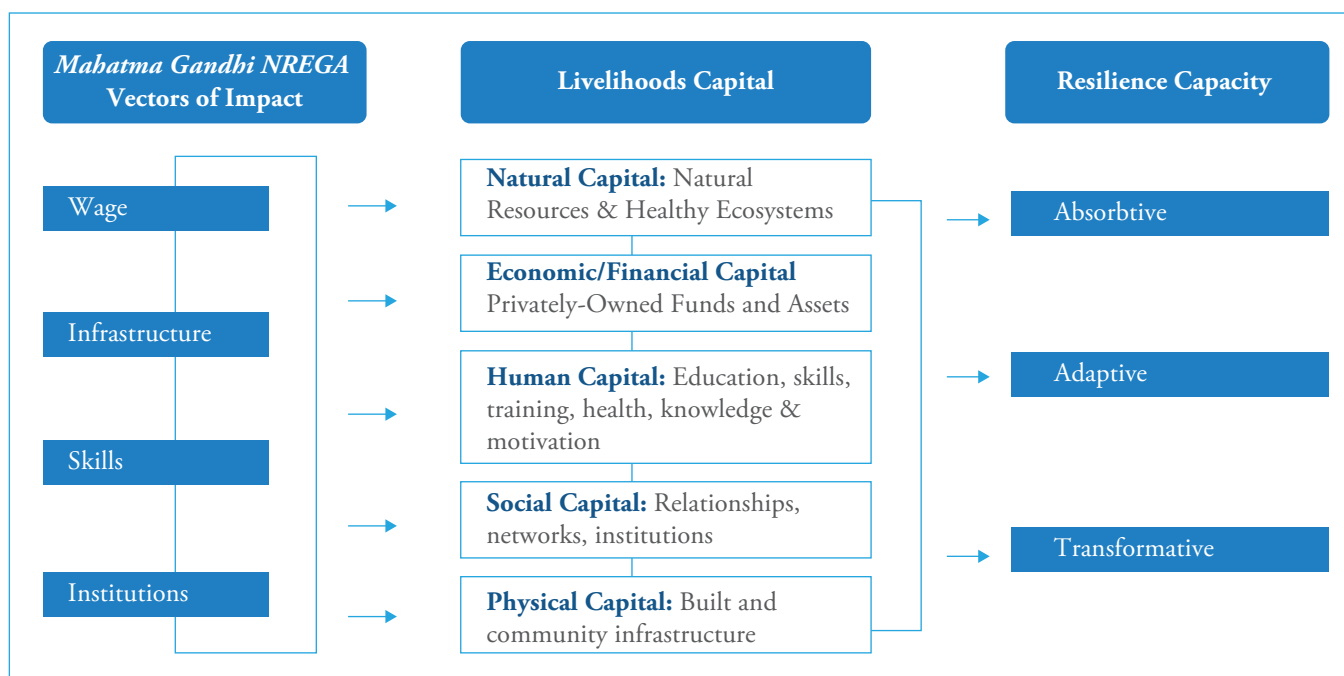 Mahatma Gandhi NREGA
Vectors of Impact
Wage
Infrastructure
Skills
Institutions
Livelihoods Capital
Natural Capital: Natural
Resources & Healthy Ecosystems
Economic/Financial Capital
Privately-Owned Funds and Assets
Human Capital: Education, skills,
training, health, knowledge &
motivation
Social Capital: Relationships,
networks, institutions
Physical Capital: Built and
community infrastructure
Resilience Capacity
Absorbtive
Adaptive
Transformative